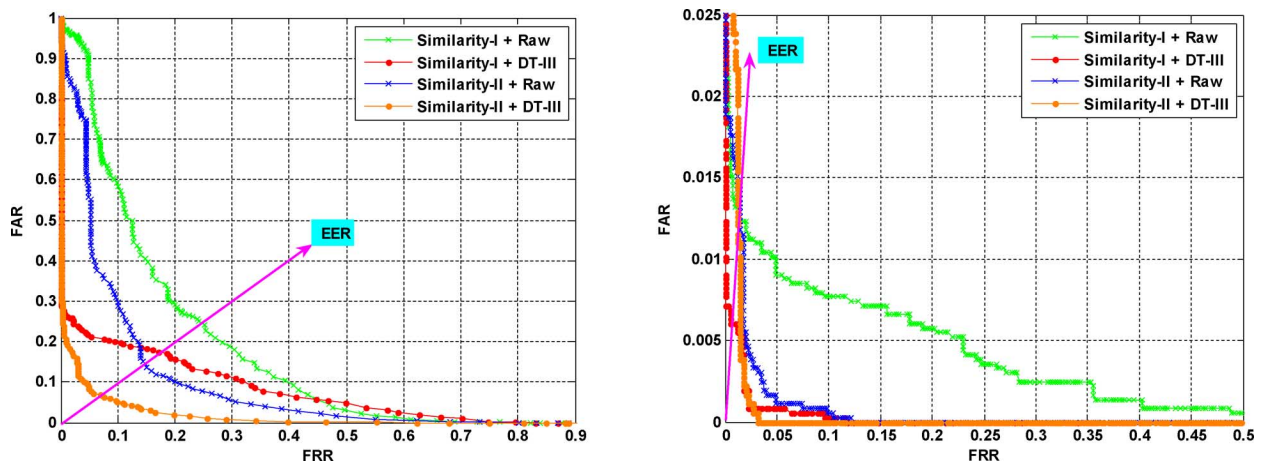 1
0.9
0.8
0.7
0.6
0.5
0.4
0.3
0.2
0.1
0
FAR
Similarity-I + Raw
Similarity-I + DT-III
Similarity-II + Raw
Similarity-II + DT-III
EER
0 0.1 0.2 0.3 0.4 0.5 0.6 0.7 0.8 0.9
FRR
0.025
0.02
0.015
0.01
0.005
0
FAR
EER
Similarity-I + Raw
Similarity-I + DT-III
Similarity-II + Raw
Similarity-II + DT-III
0 0.05 0.1 0.15 0.2 0.25 0.3 0.35 0.4 0.45 0.5
FRR